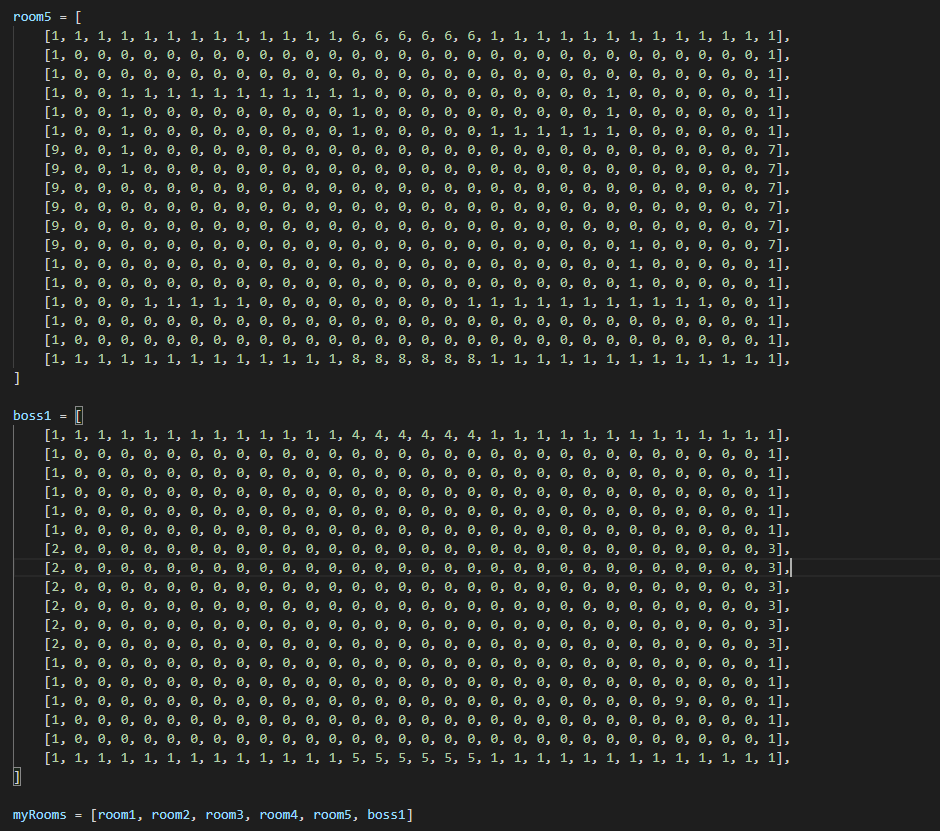 room5 = [
[1, 1, 1, 1, 1, 1, 1, 1, 1, 1, 1, 1, 1, 6, 6, 6, 6, 6, 6, 1, 1, 1, 1, 1, 1, 1, 1, 1, 1, 1, 1, 1],
[1, 0, 0, 0, 0, 0, 0, 0, 0, 0, 0, 0, 0, 0, 0, 0, 0, 0, 0, 0, 0, 0, 0, 0, 0, 0, 0, 0, 0, 0, 0, 1],
[1, 0, 0, 0, 0, 0, 0, 0, 0, 0, 0, 0, 0, 0, 0, 0, 0, 0, 0, 0, 0, 0, 0, 0, 0, 0, 0, 0, 0, 0, 0, 1],
[1, 0, 0, 1, 1, 1, 1, 1, 1, 1, 1, 1, 1, 1, 0, 0, 0, 0, 0, 0, 0, 0, 0, 0, 1, 0, 0, 0, 0, 0, 0, 1],
[1, 0, 0, 1, 0, 0, 0, 0, 0, 0, 0, 0, 0, 1, 0, 0, 0, 0, 0, 0, 0, 0, 0, 0, 1, 0, 0, 0, 0, 0, 0, 1],
[1, 0, 0, 1, 0, 0, 0, 0, 0, 0, 0, 0, 0, 1, 0, 0, 0, 0, 0, 1, 1, 1, 1, 1, 1, 0, 0, 0, 0, 0, 0, 1],
[9, 0, 0, 1, 0, 0, 0, 0, 0, 0, 0, 0, 0, 0, 0, 0, 0, 0, 0, 0, 0, 0, 0, 0, 0, 0, 0, 0, 0, 0, 0, 7],
[9, 0, 0, 1, 0, 0, 0, 0, 0, 0, 0, 0, 0, 0, 0, 0, 0, 0, 0, 0, 0, 0, 0, 0, 0, 0, 0, 0, 0, 0, 0, 7],
[9, 0, 0, 0, 0, 0, 0, 0, 0, 0, 0, 0, 0, 0, 0, 0, 0, 0, 0, 0, 0, 0, 0, 0, 0, 0, 0, 0, 0, 0, 0, 7],
[9, 0, 0, 0, 0, 0, 0, 0, 0, 0, 0, 0, 0, 0, 0, 0, 0, 0, 0, 0, 0, 0, 0, 0, 0, 0, 0, 0, 0, 0, 0, 7],
[9, 0, 0, 0, 0, 0, 0, 0, 0, 0, 0, 0, 0, 0, 0, 0, 0, 0, 0, 0, 0, 0, 0, 0, 0, 0, 0, 0, 0, 0, 0, 7],
[9, 0, 0, 0, 0, 0, 0, 0, 0, 0, 0, 0, 0, 0, 0, 0, 0, 0, 0, 0, 0, 0, 0, 0, 0, 1, 0, 0, 0, 0, 0, 7],
[1, 0, 0, 0, 0, 0, 0, 0, 0, 0, 0, 0, 0, 0, 0, 0, 0, 0, 0, 0, 0, 0, 0, 0, 0, 1, 0, 0, 0, 0, 0, 1],
[1, 0, 0, 0, 0, 0, 0, 0, 0, 0, 0, 0, 0, 0, 0, 0, 0, 0, 0, 0, 0, 0, 0, 0, 0, 1, 0, 0, 0, 0, 0, 1],
[1, 0, 0, 0, 1, 1, 1, 1, 1, 0, 0, 0, 0, 0, 0, 0, 0, 0, 1, 1, 1, 1, 1, 1, 1, 1, 1, 1, 1, 0, 0, 1],
[1, 0, 0, 0, 0, 0, 0, 0, 0, 0, 0, 0, 0, 0, 0, 0, 0, 0, 0, 0, 0, 0, 0, 0, 0, 0, 0, 0, 0, 0, 0, 1],
[1, 0, 0, 0, 0, 0, 0, 0, 0, 0, 0, 0, 0, 0, 0, 0, 0, 0, 0, 0, 0, 0, 0, 0, 0, 0, 0, 0, 0, 0, 0, 1],
[1, 1, 1, 1, 1, 1, 1, 1, 1, 1, 1, 1, 1, 8, 8, 8, 8, 8, 8, 1, 1, 1, 1, 1, 1, 1, 1, 1, 1, 1, 1, 1],
]
boss1 = [
[1, 1, 1, 1, 1, 1, 1, 1, 1, 1, 1, 1, 1, 4, 4, 4, 4, 4, 4, 1, 1, 1, 1, 1, 1, 1, 1, 1, 1, 1, 1, 1],
[1, 0, 0, 0, 0, 0, 0, 0, 0, 0, 0, 0, 0, 0, 0, 0, 0, 0, 0, 0, 0, 0, 0, 0, 0, 0, 0, 0, 0, 0, 0, 1],
[1, 0, 0, 0, 0, 0, 0, 0, 0, 0, 0, 0, 0, 0, 0, 0, 0, 0, 0, 0, 0, 0, 0, 0, 0, 0, 0, 0, 0, 0, 0, 1],
[1, 0, 0, 0, 0, 0, 0, 0, 0, 0, 0, 0, 0, 0, 0, 0, 0, 0, 0, 0, 0, 0, 0, 0, 0, 0, 0, 0, 0, 0, 0, 1],
[1, 0, 0, 0, 0, 0, 0, 0, 0, 0, 0, 0, 0, 0, 0, 0, 0, 0, 0, 0, 0, 0, 0, 0, 0, 0, 0, 0, 0, 0, 0, 1],
[1, 0, 0, 0, 0, 0, 0, 0, 0, 0, 0, 0, 0, 0, 0, 0, 0, 0, 0, 0, 0, 0, 0, 0, 0, 0, 0, 0, 0, 0, 0, 1],
[2, 0, 0, 0, 0, 0, 0, 0, 0, 0, 0, 0, 0, 0, 0, 0, 0, 0, 0, 0, 0, 0, 0, 0, 0, 0, 0, 0, 0, 0, 0, 3],
[2, 0, 0, 0, 0, 0, 0, 0, 0, 0, 0, 0, 0, 0, 0, 0, 0, 0, 0, 0, 0, 0, 0, 0, 0, 0, 0, 0, 0, 0, 0, 3],
[2, 0, 0, 0, 0, 0, 0, 0, 0, 0, 0, 0, 0, 0, 0, 0, 0, 0, 0, 0, 0, 0, 0, 0, 0, 0, 0, 0, 0, 0, 0, 3],
[2, 0, 0, 0, 0, 0, 0, 0, 0, 0, 0, 0, 0, 0, 0, 0, 0, 0, 0, 0, 0, 0, 0, 0, 0, 0, 0, 0, 0, 0, 0, 3],
[2, 0, 0, 0, 0, 0, 0, 0, 0, 0, 0, 0, 0, 0, 0, 0, 0, 0, 0, 0, 0, 0, 0, 0, 0, 0, 0, 0, 0, 0, 0, 3],
[2, 0, 0, 0, 0, 0, 0, 0, 0, 0, 0, 0, 0, 0, 0, 0, 0, 0, 0, 0, 0, 0, 0, 0, 0, 0, 0, 0, 0, 0, 0, 3],
[1, 0, 0, 0, 0, 0, 0, 0, 0, 0, 0, 0, 0, 0, 0, 0, 0, 0, 0, 0, 0, 0, 0, 0, 0, 0, 0, 0, 0, 0, 0, 1],
[1, 0, 0, 0, 0, 0, 0, 0, 0, 0, 0, 0, 0, 0, 0, 0, 0, 0, 0, 0, 0, 0, 0, 0, 0, 0, 0, 0, 0, 0, 0, 1],
[1, 0, 0, 0, 0, 0, 0, 0, 0, 0, 0, 0, 0, 0, 0, 0, 0, 0, 0, 0, 0, 0, 0, 0, 0, 0, 0, 9, 0, 0, 0, 1],
[1, 0, 0, 0, 0, 0, 0, 0, 0, 0, 0, 0, 0, 0, 0, 0, 0, 0, 0, 0, 0, 0, 0, 0, 0, 0, 0, 0, 0, 0, 0, 1],
[1, 0, 0, 0, 0, 0, 0, 0, 0, 0, 0, 0, 0, 0, 0, 0, 0, 0, 0, 0, 0, 0, 0, 0, 0, 0, 0, 0, 0, 0, 0, 1],
[1, 1, 1, 1, 1, 1, 1, 1, 1, 1, 1, 1, 1, 5, 5, 5, 5, 5, 5, 1, 1, 1, 1, 1, 1, 1, 1, 1, 1, 1, 1, 1],
]
myRooms = [room1, room2, room3, room4, room5, boss1]